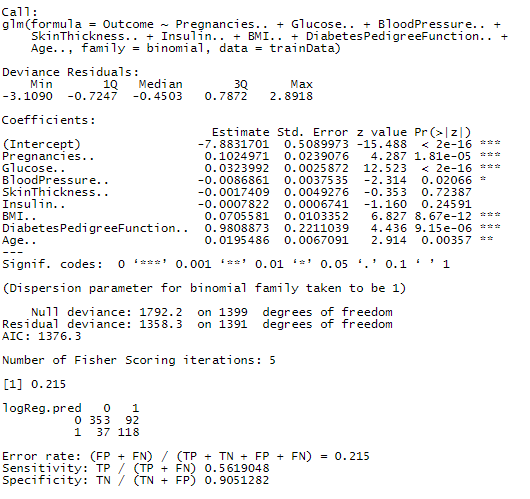 Call:
glm(formula = Outcome ~ Pregnancies.. + Glucose.. + BloodPressure.. +
    SkinThickness.. + Insulin.. + BMI.. + DiabetesPedigreeFunction.. +
    Age.., family = binomial, data = trainData)

Deviance Residuals:
    Min      1Q  Median      3Q     Max
-3.1090 -0.7247 -0.4503  0.7872  2.8918

Coefficients:
                             Estimate Std. Error z value Pr(>|z|)
(Intercept)                -7.8831701  0.5089973 -15.488  < 2e-16 ***
Pregnancies..               0.1024971  0.0239076   4.287 1.81e-05 ***
Glucose..                   0.0323992  0.0025872  12.523  < 2e-16 ***
BloodPressure..            -0.0086861  0.0037535  -2.314  0.02066 *
SkinThickness..            -0.0017409  0.0049276  -0.353  0.72387
Insulin..                  -0.0007822  0.0006741  -1.160  0.24591
BMI..                       0.0705581  0.0103352   6.827 8.67e-12 ***
DiabetesPedigreeFunction..  0.9808873  0.2211039   4.436 9.15e-06 ***
Age..                       0.0195486  0.0067091   2.914  0.00357 **
---
Signif. codes:  0 ‘***’ 0.001 ‘**’ 0.01 ‘*’ 0.05 ‘.’ 0.1 ‘ ’ 1

(Dispersion parameter for binomial family taken to be 1)

    Null deviance: 1792.2  on 1399  degrees of freedom
Residual deviance: 1358.3  on 1391  degrees of freedom
AIC: 1376.3

Number of Fisher Scoring iterations: 5

[1] 0.215

logReg.pred   0   1
          0 353  92
          1  37 118

Error rate: (FP + FN) / (TP + TN + FP + FN) = 0.215
Sensitivity: TP / (TP + FN) 0.5619048
Specificity: TN / (TN + FP) 0.9051282